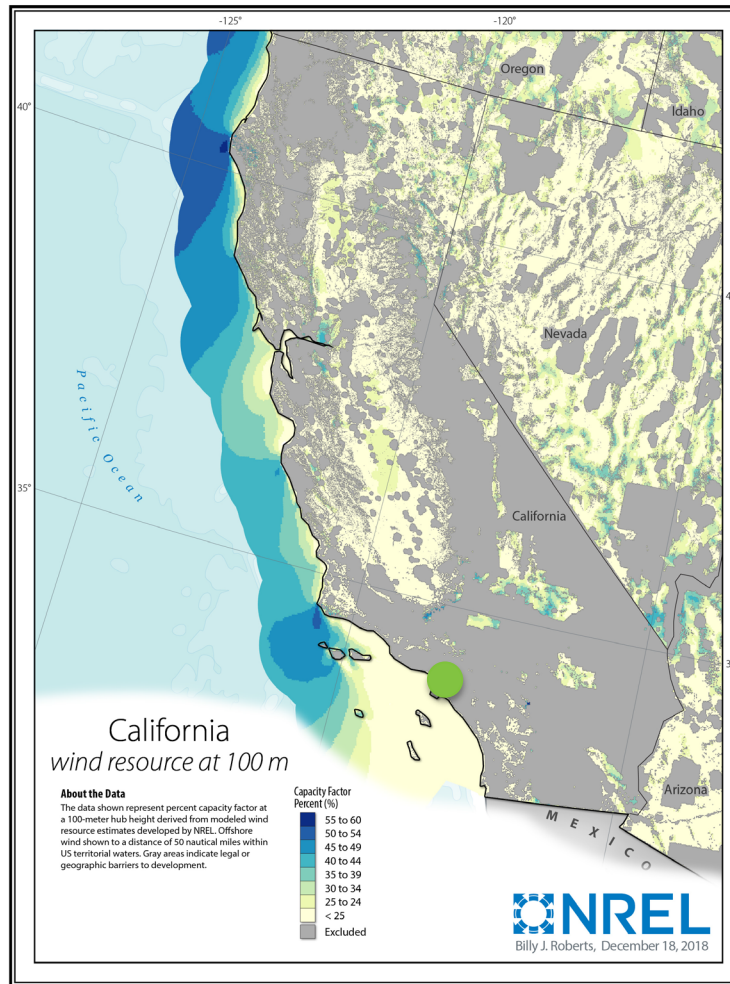 -125°
-120°
40°
Oregon
Idaho
4
Nevada
Pacific Ocean
35°
California
3
Arizona
MEXICO
California
wind resource at 100 m
About the Data
The data shown represent percent capacity factor at
a 100-meter hub height derived from modeled wind
resource estimates developed by NREL. Offshore
wind shown to a distance of 50 nautical miles within
US territorial waters. Gray areas indicate legal or
geographic barriers to development.
Capacity Factor
Percent (%)
55 to 60
50 to 54
45 to 49
40 to 44
35 to 39
30 to 34
25 to 24
< 25
Excluded
NREL
Billy J. Roberts, December 18, 2018